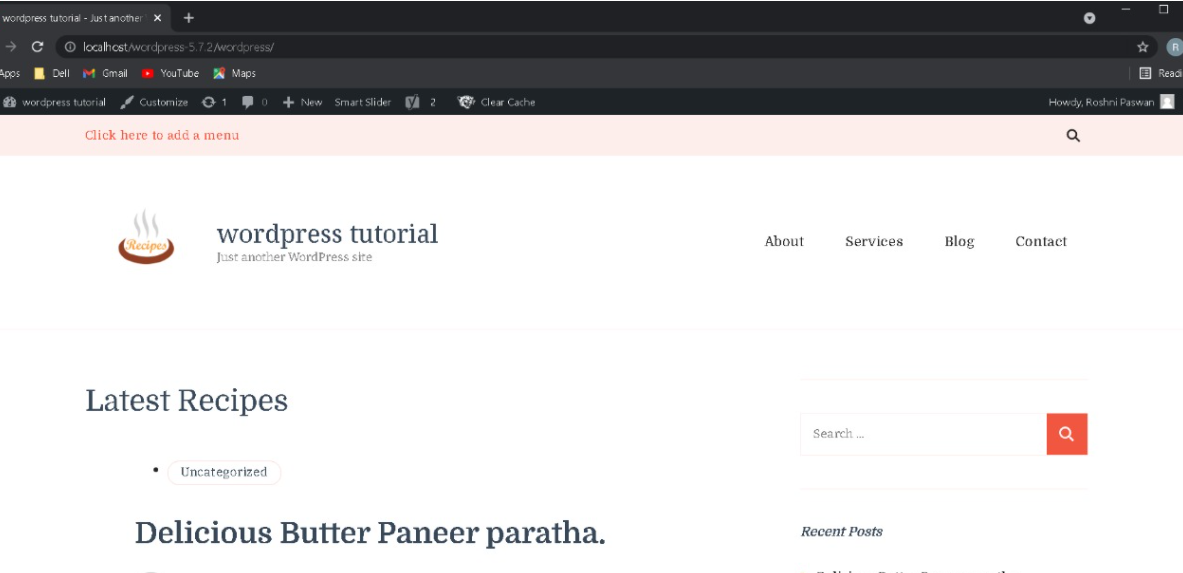 wordpress tutorial - Just another
localhost/wordpress-5.7.2/wordpress/
R
Apps Dell Gmail YouTube Maps
wordpress tutorial Customize 1 0 New Smart Slider 2 Clear Cache Howdy, Roshni Paswan
Click here to add a menu
Recipes
wordpress tutorial
Just another WordPress site
About Services Blog Contact
Latest Recipes
Search ...
Uncategorized
Delicious Butter Paneer paratha.
Recent Posts